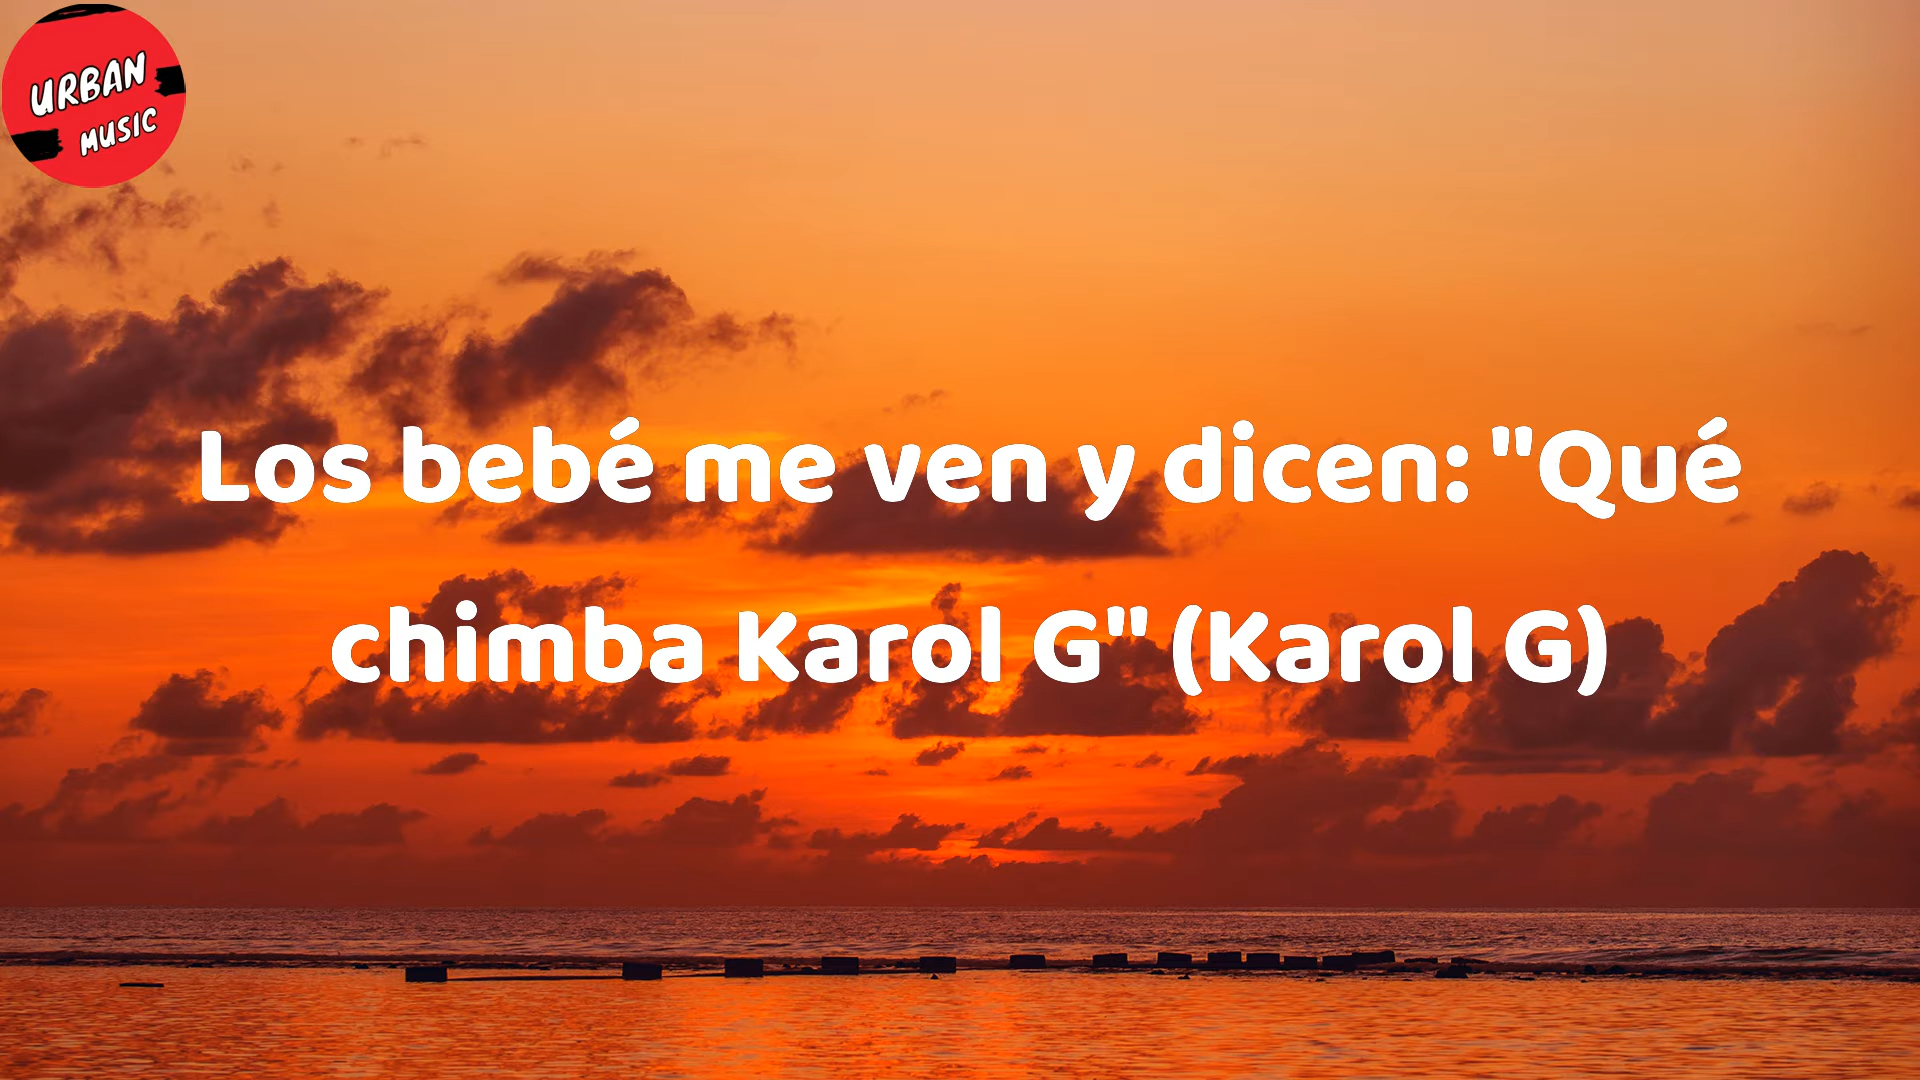 URBAN
MUSIC
Los bebé me ven y dicen: "Qué
chimba Karol G" (Karol G)